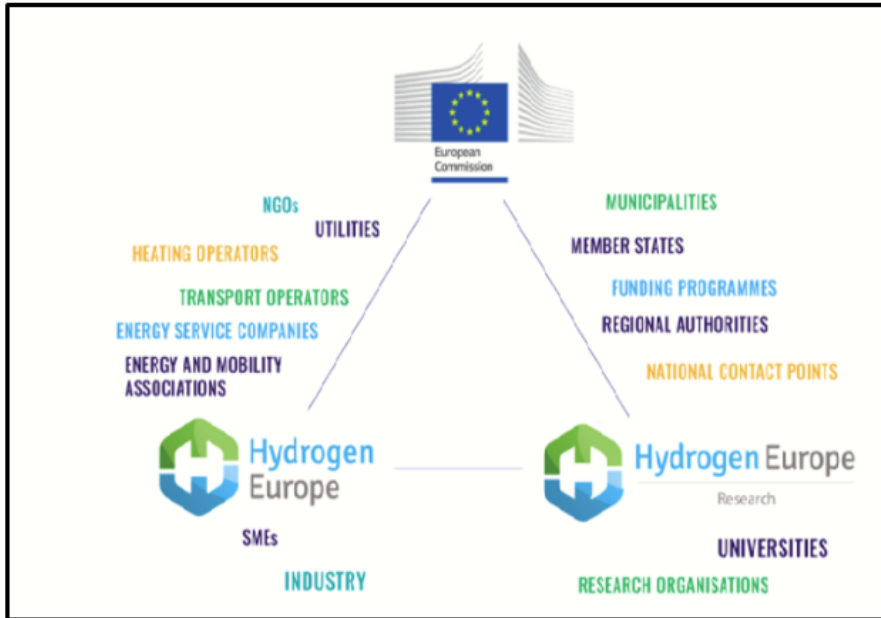 European
Commission
NGOs
UTILITIES
HEATING OPERATORS
TRANSPORT OPERATORS
ENERGY SERVICE COMPANIES
ENERGY AND MOBILITY
ASSOCIATIONS
MUNICIPALITIES
MEMBER STATES
FUNDING PROGRAMMES
REGIONAL AUTHORITIES
NATIONAL CONTACT POINTS
Hydrogen
Europe
SMEs
INDUSTRY
Hydrogen Europe
Research
UNIVERSITIES
RESEARCH ORGANISATIONS